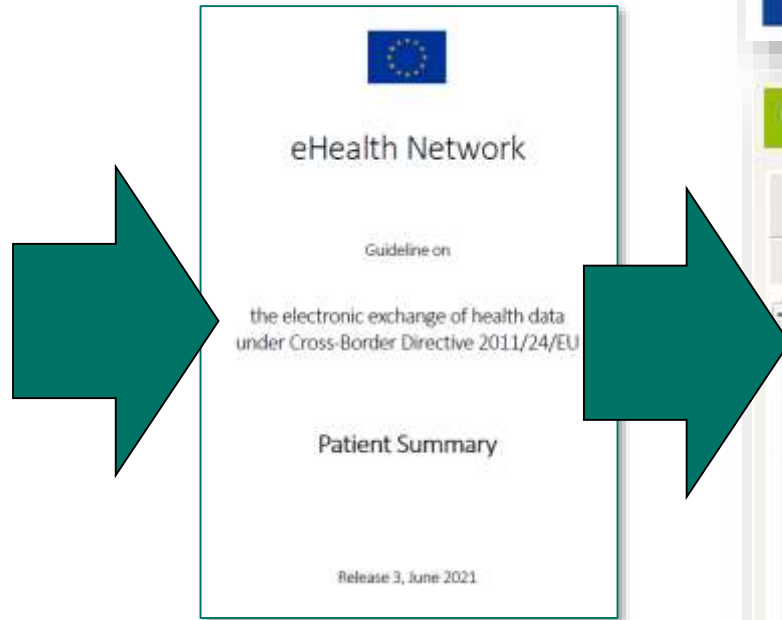 eHealth Network
Guideline on
the electronic exchange of health data
under Cross-Border Directive 2011/24/EU
Patient Summary
Release 3, June 2021